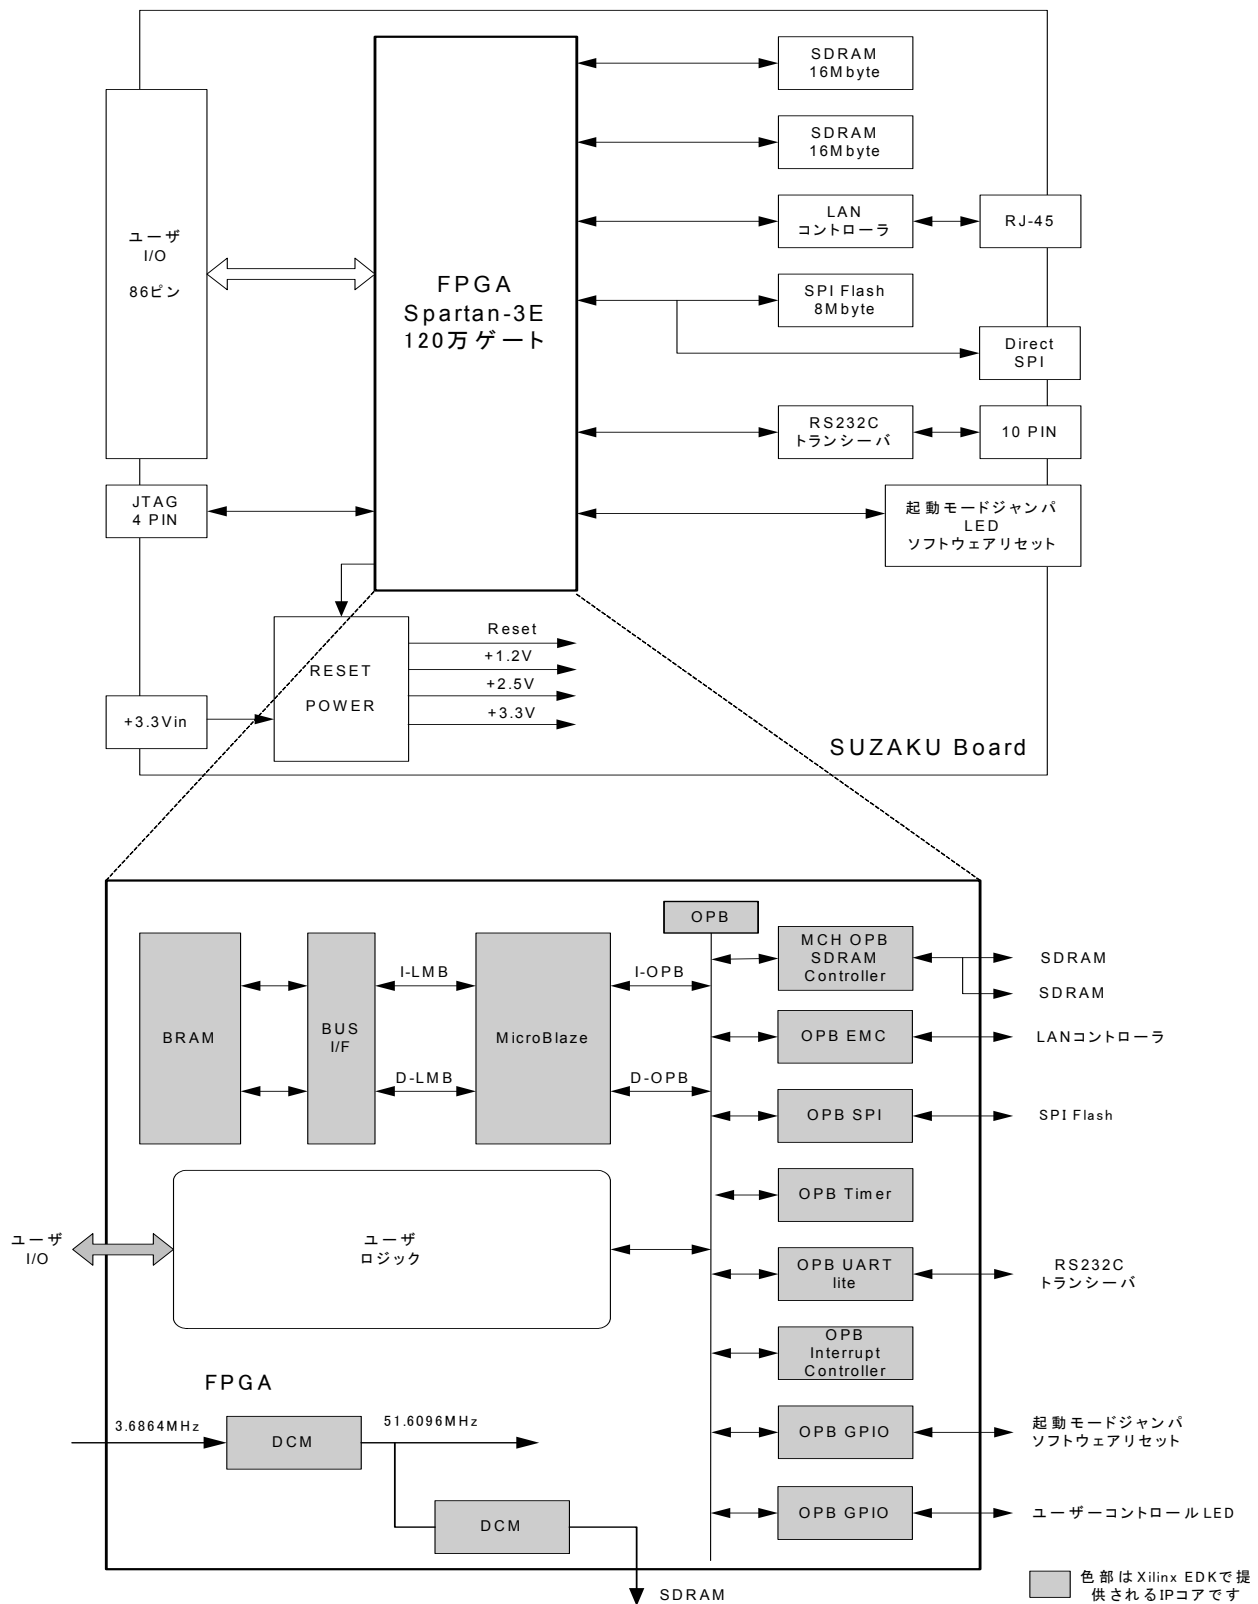 SDRAM
16Mbyte
SDRAM
16Mbyte
LAN
コントローラ
RJ-45
ユーザ
I/O
86ピン
FPGA
Spartan-3E
120万ゲート
SPI Flash
8Mbyte
Direct
SPI
RS232C
トランシーバ
10 PIN
JTAG
4 PIN
起動モードジャンパ
LED
ソフトウェアリセット
RESET
POWER
Reset
+1.2V
+2.5V
+3.3V
+3.3Vin
SUZAKU Board
OPB
BRAM
BUS
I/F
I-LMB
D-LMB
MicroBlaze
I-OPB
D-OPB
MCH OPB
SDRAM
Controller
SDRAM
SDRAM
OPB EMC
LANコントローラ
OPB SPI
SPI Flash
OPB Timer
ユーザ
I/O
ユーザ
ロジック
OPB UART
lite
RS232C
トランシーバ
OPB
Interrupt
Controller
FPGA
3.6864MHz
DCM
51.6096MHz
OPB GPIO
起動モードジャンパ
ソフトウェアリセット
DCM
OPB GPIO
ユーザーコントロールLED
SDRAM
色部はXilinx EDKで提
供されるIPコアです